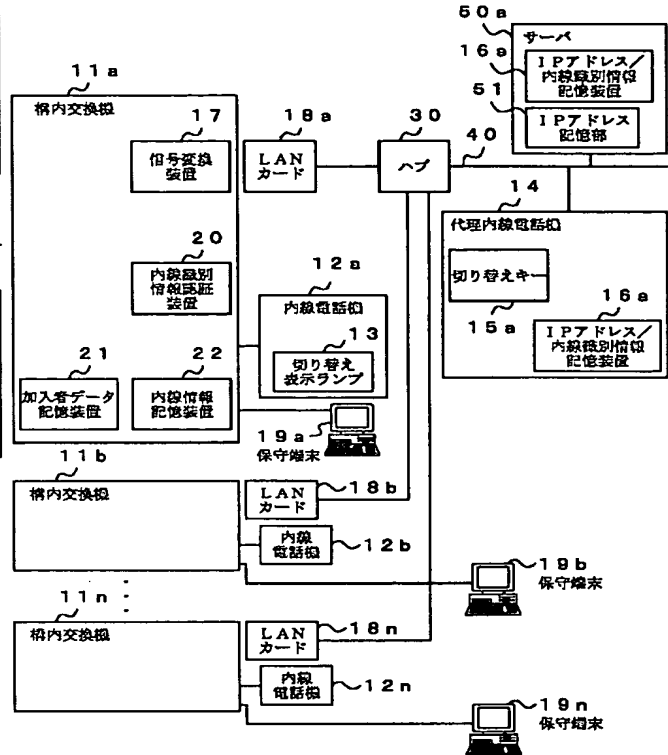 50a
サーバ
16a
IPアドレス／
内線識別情報
記憶装置
51
IPアドレス
記憶部
11a
構内交換機
17
信号変換
装置
18a
LAN
カード
30
ハブ
40
14
代理内線電話機
切り替えキー
15a
16a
IPアドレス／
内線識別情報
記憶装置
20
内線識別
情報認証
装置
12a
内線電話機
13
切り替え
表示ランプ
21
加入者データ
記憶装置
22
内線情報
記憶装置
19a
保守端末
11b
構内交換機
LAN
カード
18b
内線
電話機
12b
19b
保守端末
11n
構内交換機
LAN
カード
18n
内線
電話機
12n
19n
保守端末